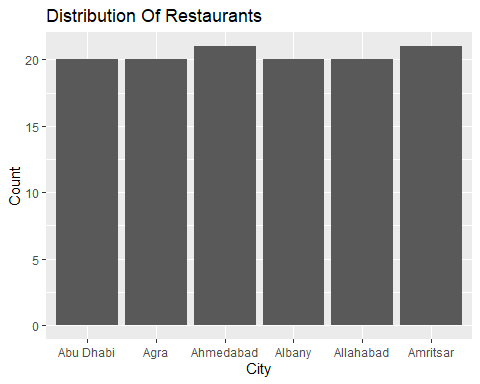 Distribution Of Restaurants
Count
20
15
10
5
0
Abu Dhabi Agra Ahmedabad Albany Allahabad Amritsar
City